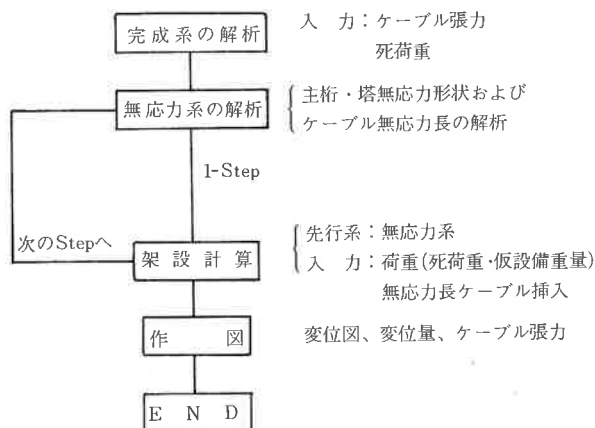 完成系の解析
入 力：ケーブル張力
死荷重
無応力系の解析
主桁・塔無応力形状および
ケーブル無応力長の解析
1-Step
次のStepへ
架設計算
先行系：無応力系
入 力：荷重(死荷重・仮設備重量)
無応力長ケーブル挿入
作 図
変位図、変位量、ケーブル張力
E N D